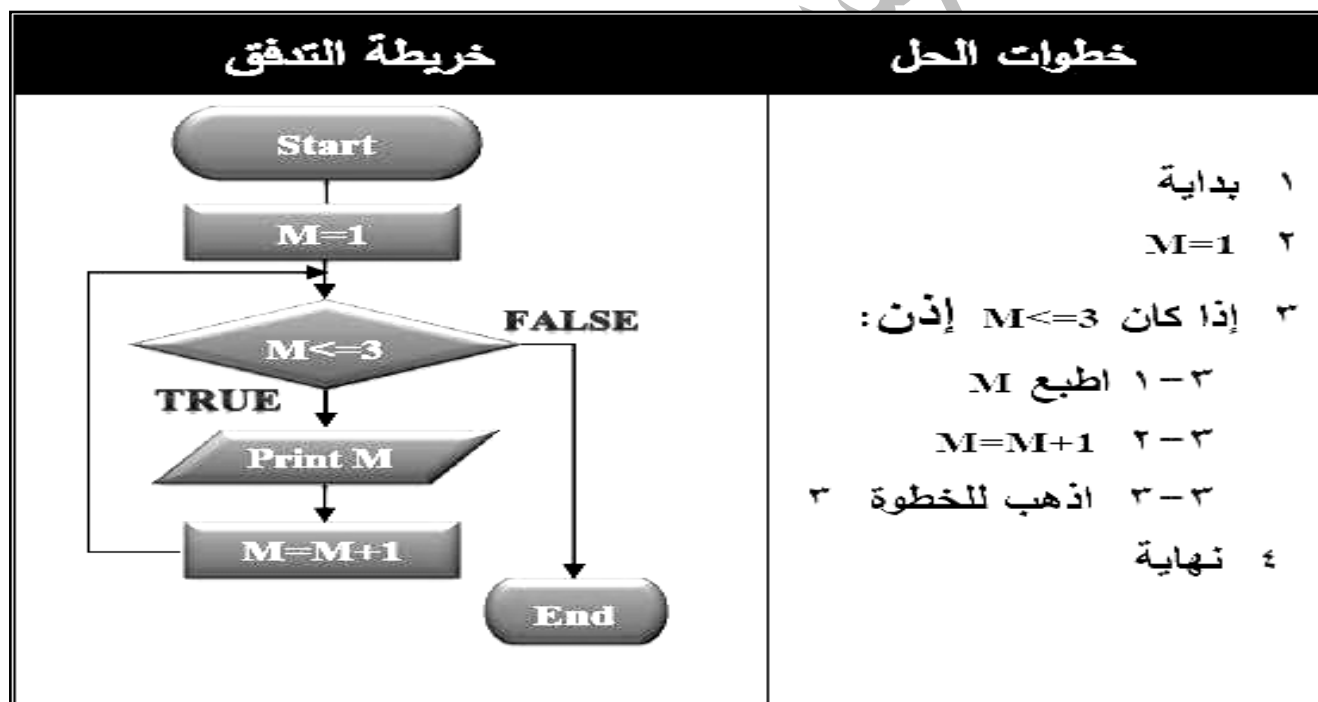 خطوات الحل
١ بداية
٢ M=1
٣ إذا كان M<=3 إذن:
٣-١ اطبع M
٣-٢ M=M+1
٣-٣ اذهب للخطوة ٣
٤ نهاية
خريطة التدفق
Start
M=1
M<=3
FALSE
TRUE
Print M
M=M+1
End